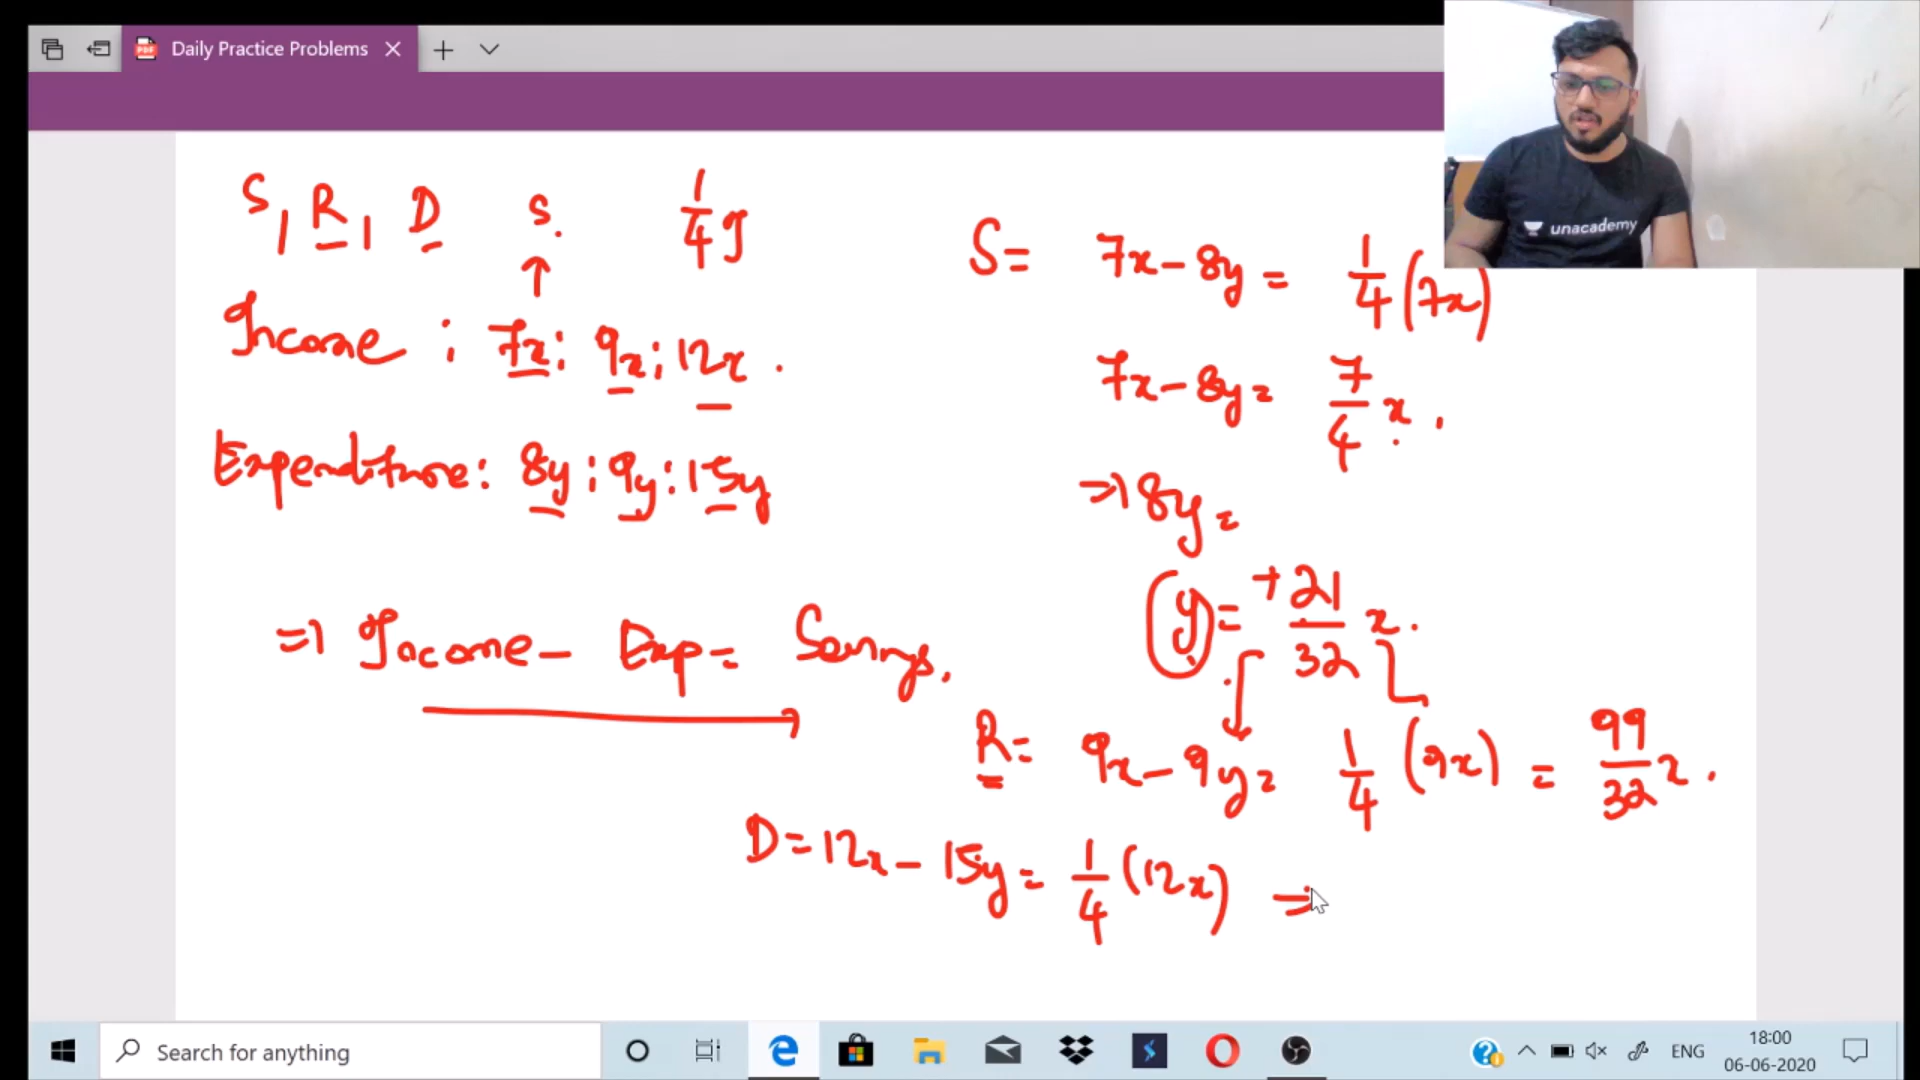 Daily Practice Problems
unacademy
S, R, D S. 1/4 J
Income : 7x : 9x : 12x .
Expenditure : 8y : 9y : 15y
⇒ Income - Exp = Savings.
S = 7x - 8y = 1/4 (7x)
7x - 8y = 7/4 x .
⇒ 8y =
y = + 21/32 x .
R = 9x - 9y = 1/4 (9x) = 99/32 x .
D = 12x - 15y = 1/4 (12x) ⇒
Search for anything
ENG
18:00
06-06-2020